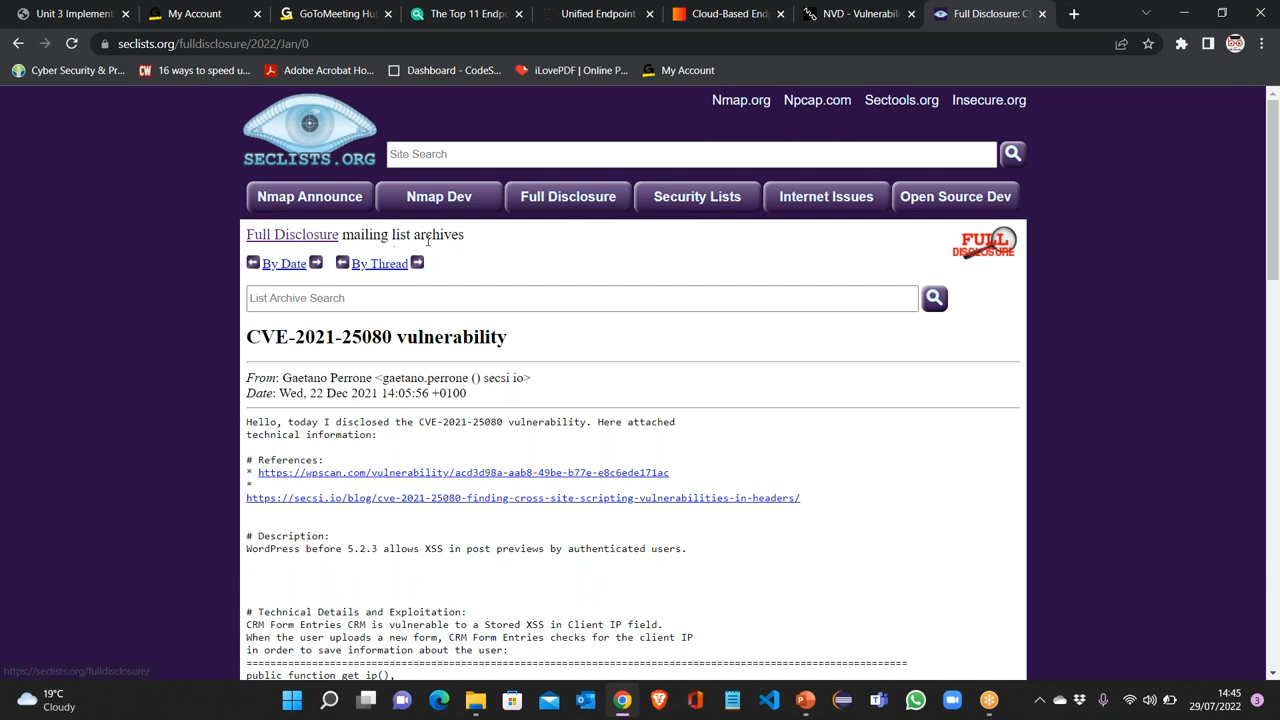 Unit 3 Implement
My Account
GoToMeeting Hu
The Top 11 Endp
Unified Endpoint
Cloud-Based End
NVD - Vulnerabili
Full Disclosure: C
seclists.org/fulldisclosure/2022/Jan/0
Cyber Security & Pr...
16 ways to speed u...
Adobe Acrobat Ho...
Dashboard - CodeS...
iLovePDF | Online P...
My Account
Nmap.org
Npcap.com
Sectools.org
Insecure.org
SECLISTS.ORG
Site Search
Nmap Announce
Nmap Dev
Full Disclosure
Security Lists
Internet Issues
Open Source Dev
Full Disclosure mailing list archives
FULL
DISCLOSURE
By Date
By Thread
List Archive Search
CVE-2021-25080 vulnerability
From: Gaetano Perrone <gaetano.perrone () secsi io>
Date: Wed, 22 Dec 2021 14:05:56 +0100
Hello, today I disclosed the CVE-2021-25080 vulnerability. Here attached
technical information:
# References:
* https://wpscan.com/vulnerability/acd3d98a-aab8-49be-b77e-e8c6ede171ac
*
https://secsi.io/blog/cve-2021-25080-finding-cross-site-scripting-vulnerabilities-in-headers/
# Description:
WordPress before 5.2.3 allows XSS in post previews by authenticated users.
# Technical Details and Exploitation:
CRM Form Entries CRM is vulnerable to a Stored XSS in Client IP field.
When the user uploads a new form, CRM Form Entries checks for the client IP
in order to save information about the user:
===============================================================================================================
public function get_ip(),
https://seclists.org/fulldisclosure/
19°C
Cloudy
14:45
29/07/2022
3